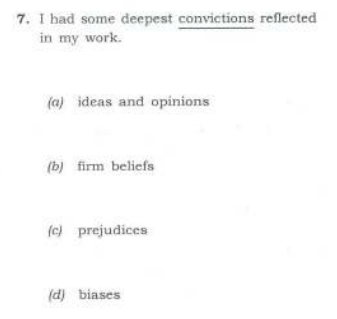 7. I had some deepest convictions reflected
in my work.
(a) ideas and opinions
(b) firm beliefs
(c) prejudices
(d) biases